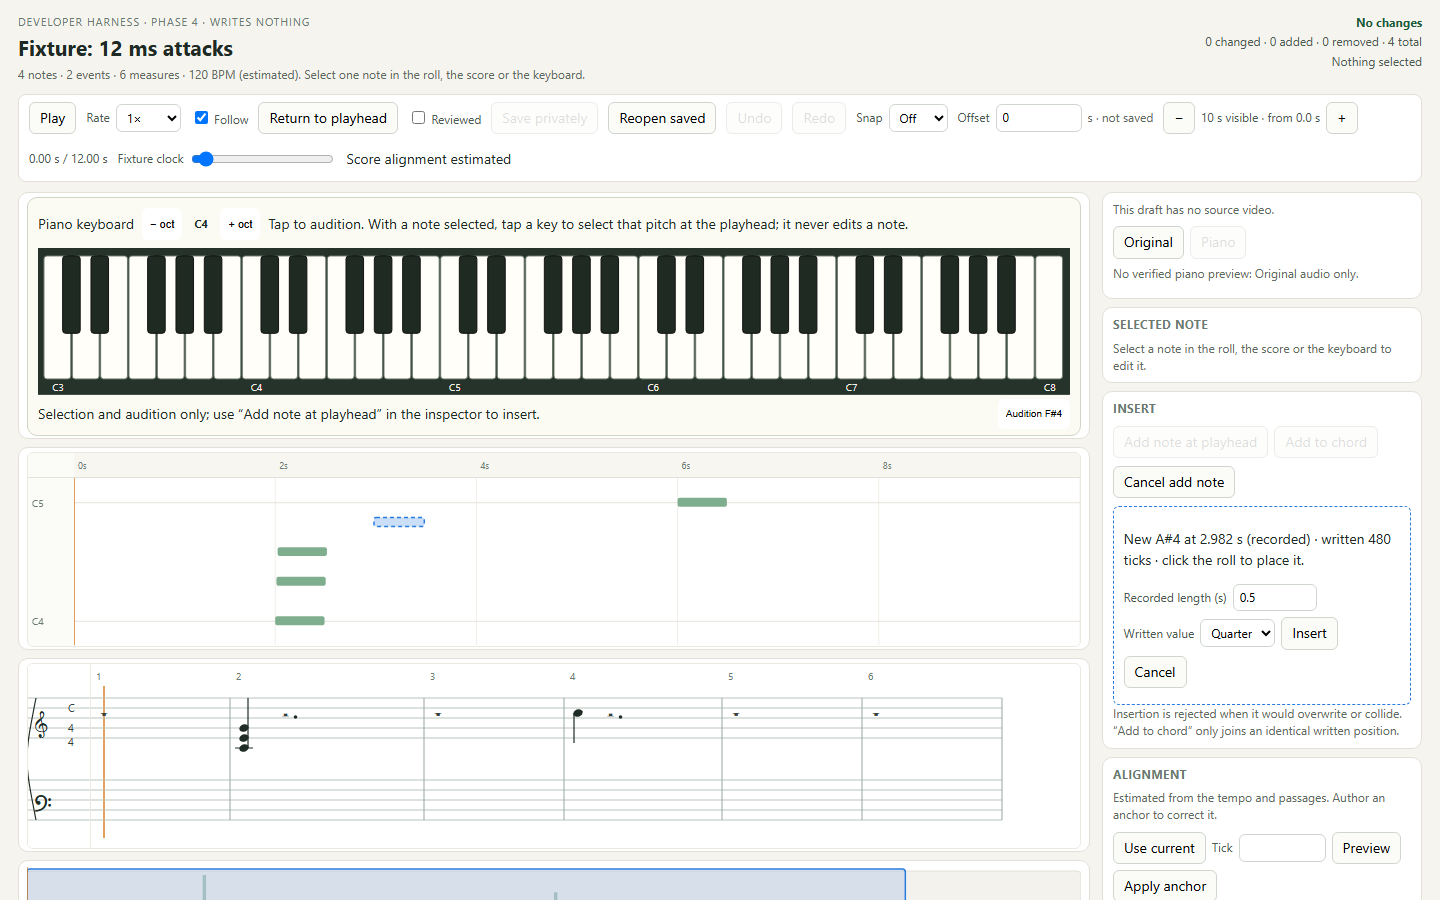 DEVELOPER HARNESS · PHASE 4 · WRITES NOTHING
Fixture: 12 ms attacks
4 notes · 2 events · 6 measures · 120 BPM (estimated). Select one note in the roll, the score or the keyboard.
No changes
0 changed · 0 added · 0 removed · 4 total
Nothing selected
Play Rate 1× Follow Return to playhead Reviewed Save privately Reopen saved Undo Redo Snap Off Offset 0 s · not saved − 10 s visible · from 0.0 s +
0.00 s / 12.00 s Fixture clock Score alignment estimated
Piano keyboard − oct C4 + oct Tap to audition. With a note selected, tap a key to select that pitch at the playhead; it never edits a note.
C3 C4 C5 C6 C7 C8
Selection and audition only; use “Add note at playhead” in the inspector to insert. Audition F#4
0s 2s 4s 6s 8s
C5
C4
1 2 3 4 5 6
C
4
4
This draft has no source video.
Original Piano
No verified piano preview: Original audio only.
SELECTED NOTE
Select a note in the roll, the score or the keyboard to
edit it.
INSERT
Add note at playhead Add to chord
Cancel add note
New A#4 at 2.982 s (recorded) · written 480
ticks · click the roll to place it.
Recorded length (s) 0.5
Written value Quarter Insert
Cancel
Insertion is rejected when it would overwrite or collide.
“Add to chord” only joins an identical written position.
ALIGNMENT
Estimated from the tempo and passages. Author an
anchor to correct it.
Use current Tick Preview
Apply anchor